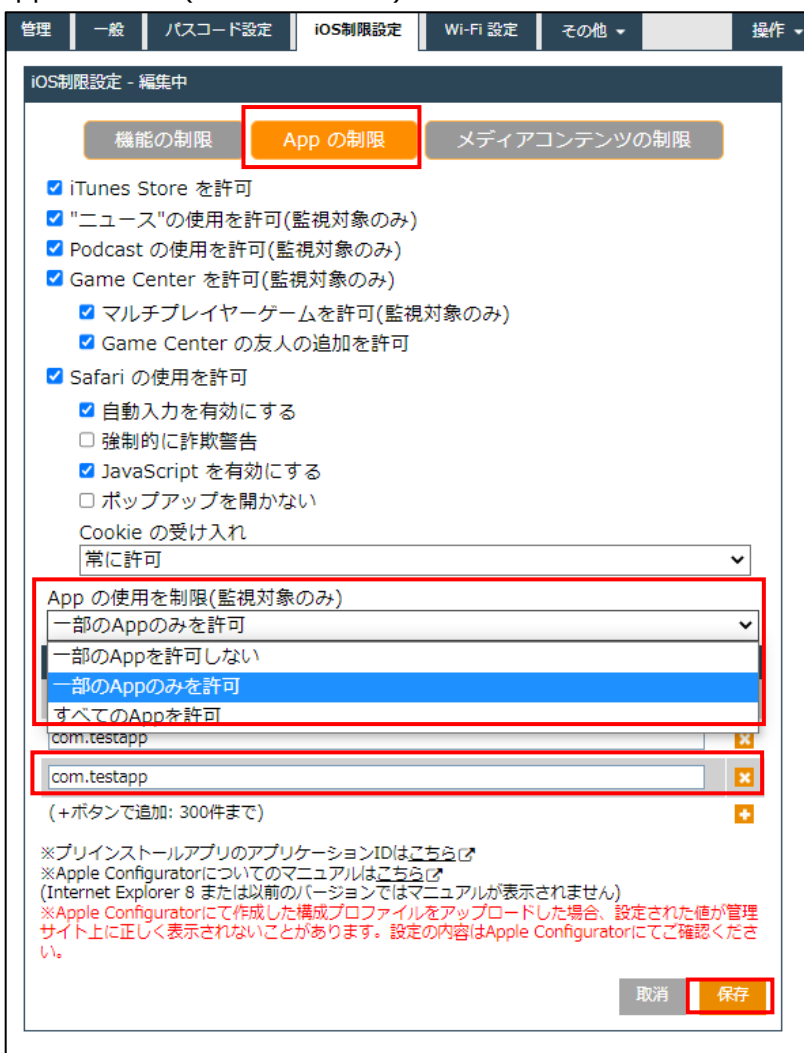 管理 一般 パスコード設定 iOS制限設定 Wi-Fi 設定 その他 操作
iOS制限設定 - 編集中
機能の制限 App の制限 メディアコンテンツの制限
iTunes Store を許可
"ニュース"の使用を許可(監視対象のみ)
Podcast の使用を許可(監視対象のみ)
Game Center を許可(監視対象のみ)
マルチプレイヤーゲームを許可(監視対象のみ)
Game Center の友人の追加を許可
Safari の使用を許可
自動入力を有効にする
強制的に詐欺警告
JavaScript を有効にする
ポップアップを開かない
Cookie の受け入れ
常に許可
App の使用を制限(監視対象のみ)
一部のAppのみを許可
一部のAppを許可しない
一部のAppのみを許可
すべてのAppを許可
com.testapp
com.testapp
(+ボタンで追加: 300件まで)
※プリインストールアプリのアプリケーションIDはこちら
※Apple Configuratorについてのマニュアルはこちら
(Internet Explorer 8 または以前のバージョンではマニュアルが表示されません)
※Apple Configuratorにて作成した構成プロファイルをアップロードした場合、設定された値が管理
サイト上に正しく表示されないことがあります。設定の内容はApple Configuratorにてご確認くださ
い。
取消 保存